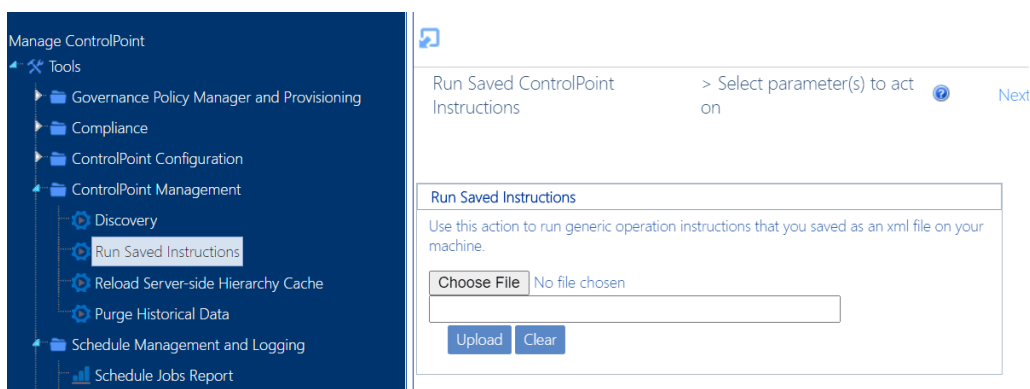 Manage ControlPoint
Tools
Governance Policy Manager and Provisioning
Compliance
ControlPoint Configuration
ControlPoint Management
Discovery
Run Saved Instructions
Reload Server-side Hierarchy Cache
Purge Historical Data
Schedule Management and Logging
Schedule Jobs Report
Run Saved ControlPoint
Instructions
> Select parameter(s) to act
on
Next
Run Saved Instructions
Use this action to run generic operation instructions that you saved as an xml file on your
machine.
Choose File No file chosen
Upload Clear